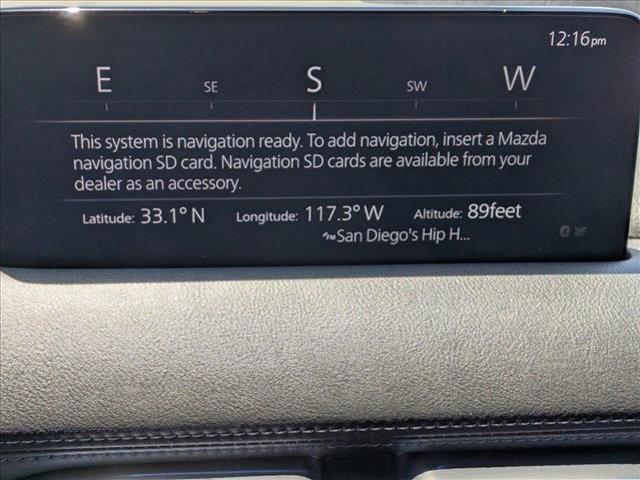 12:16pm
E SE S SW W
This system is navigation ready. To add navigation, insert a Mazda
navigation SD card. Navigation SD cards are available from your
dealer as an accessory.
Latitude: 33.1° N Longitude: 117.3° W Altitude: 89feet
FM San Diego's Hip H...